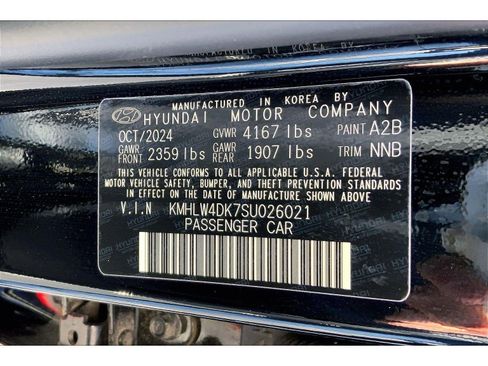 MANUFACTURED IN KOREA BY
HYUNDAI MOTOR COMPANY
OCT/2024 GVWR 4167 lbs PAINT A2B
GAWR FRONT 2359 lbs GAWR REAR 1907 lbs TRIM NNB
THIS VEHICLE CONFORMS TO ALL APPLICABLE U.S.A. FEDERAL
MOTOR VEHICLE SAFETY, BUMPER, AND THEFT PREVENTION STANDARDS
IN EFFECT ON THE DATE OF MANUFACTURE SHOWN ABOVE
V.I.N KMHLW4DK7SU026021
PASSENGER CAR